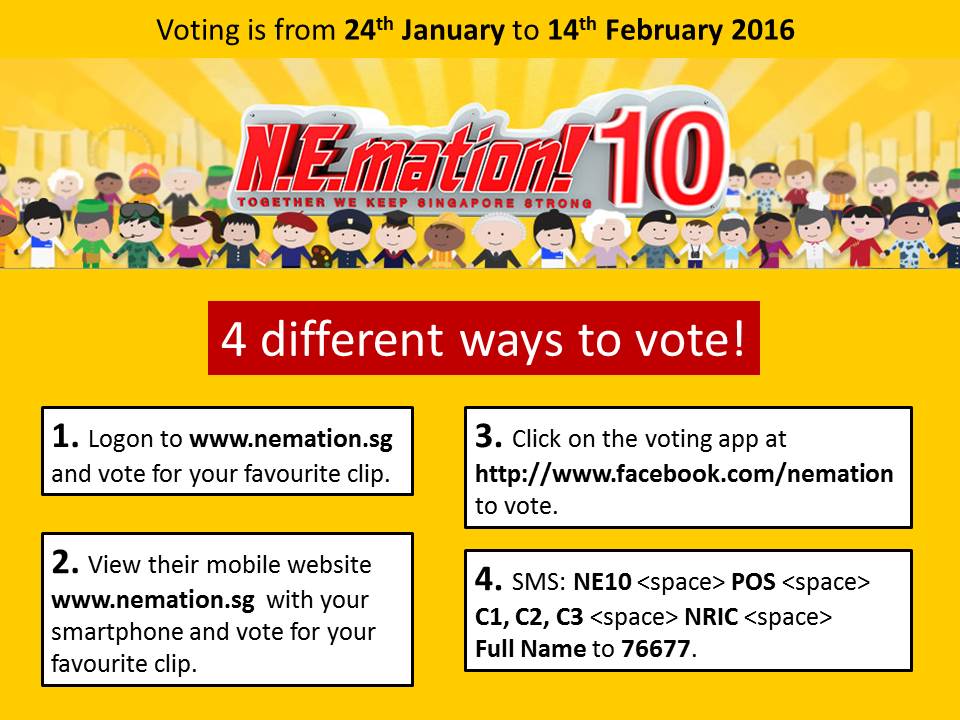 Voting is from 24th January to 14th February 2016
N.E.mation! 10
TOGETHER WE KEEP SINGAPORE STRONG
4 different ways to vote!
1. Logon to www.nemation.sg
and vote for your favourite clip.
2. View their mobile website
www.nemation.sg with your
smartphone and vote for your
favourite clip.
3. Click on the voting app at
http://www.facebook.com/nemation
to vote.
4. SMS: NE10 <space> POS <space>
C1, C2, C3 <space> NRIC <space>
Full Name to 76677.